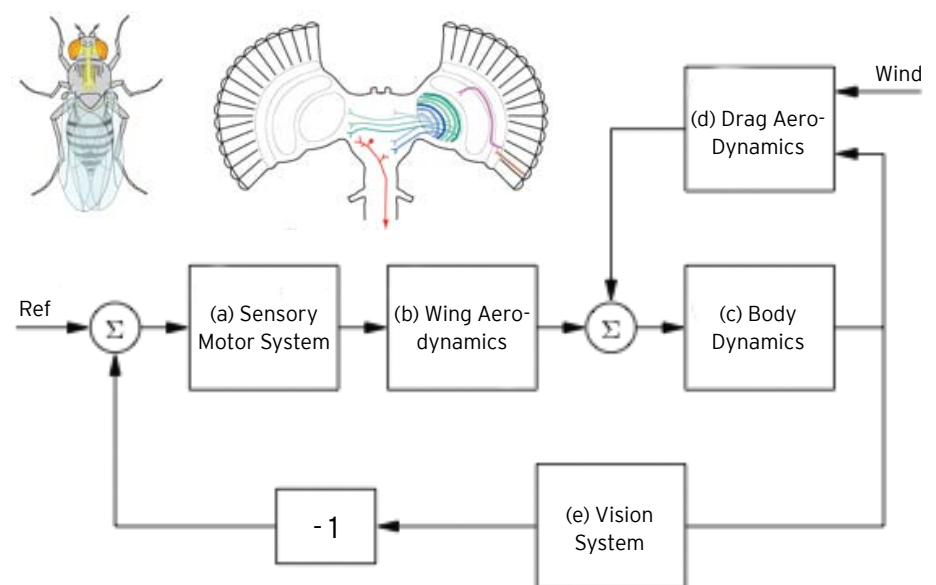 Wind
(d) Drag Aero-
Dynamics
Ref
Σ
(a) Sensory
Motor System
(b) Wing Aero-
dynamics
Σ
(c) Body
Dynamics
-1
(e) Vision
System